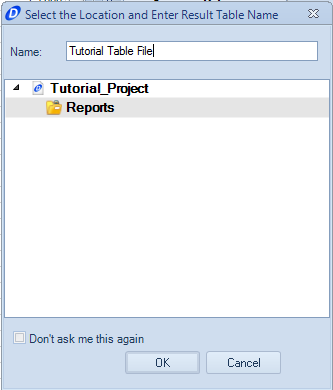 Select the Location and Enter Result Table Name
Name: Tutorial Table File
Tutorial_Project
Reports
Don't ask me this again
OK Cancel